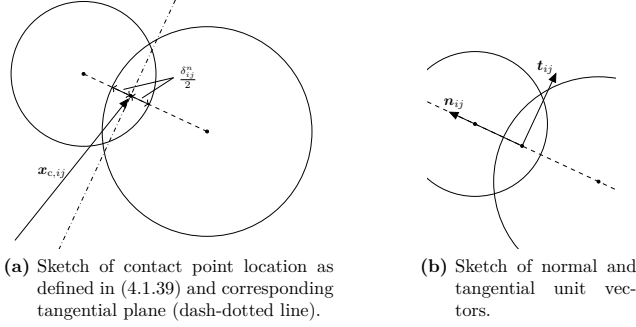 δⁿᵢⱼ
2
x_c,ij
t_ij
n_ij
(a) Sketch of contact point location as
defined in (4.1.39) and corresponding
tangential plane (dash-dotted line).
(b) Sketch of normal and
tangential unit vec-
tors.